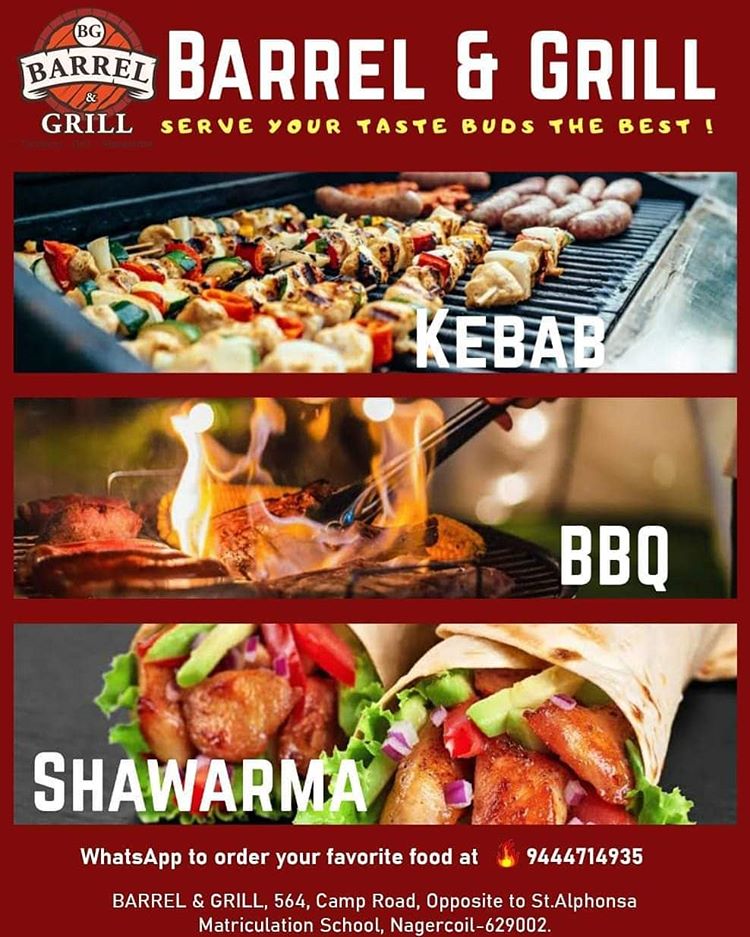 BG
BARREL
&
GRILL
BARREL & GRILL
SERVE YOUR TASTE BUDS THE BEST !
KEBAB
BBQ
SHAWARMA
WhatsApp to order your favorite food at 🔥 9444714935
BARREL & GRILL, 564, Camp Road, Opposite to St.Alphonsa
Matriculation School, Nagercoil-629002.